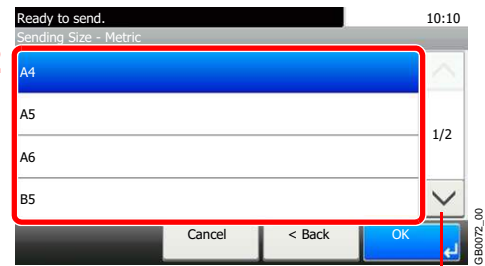 Ready to send. 10:10
Sending Size - Metric
A4
A5
1/2
A6
B5
Cancel < Back OK
GB0072_00